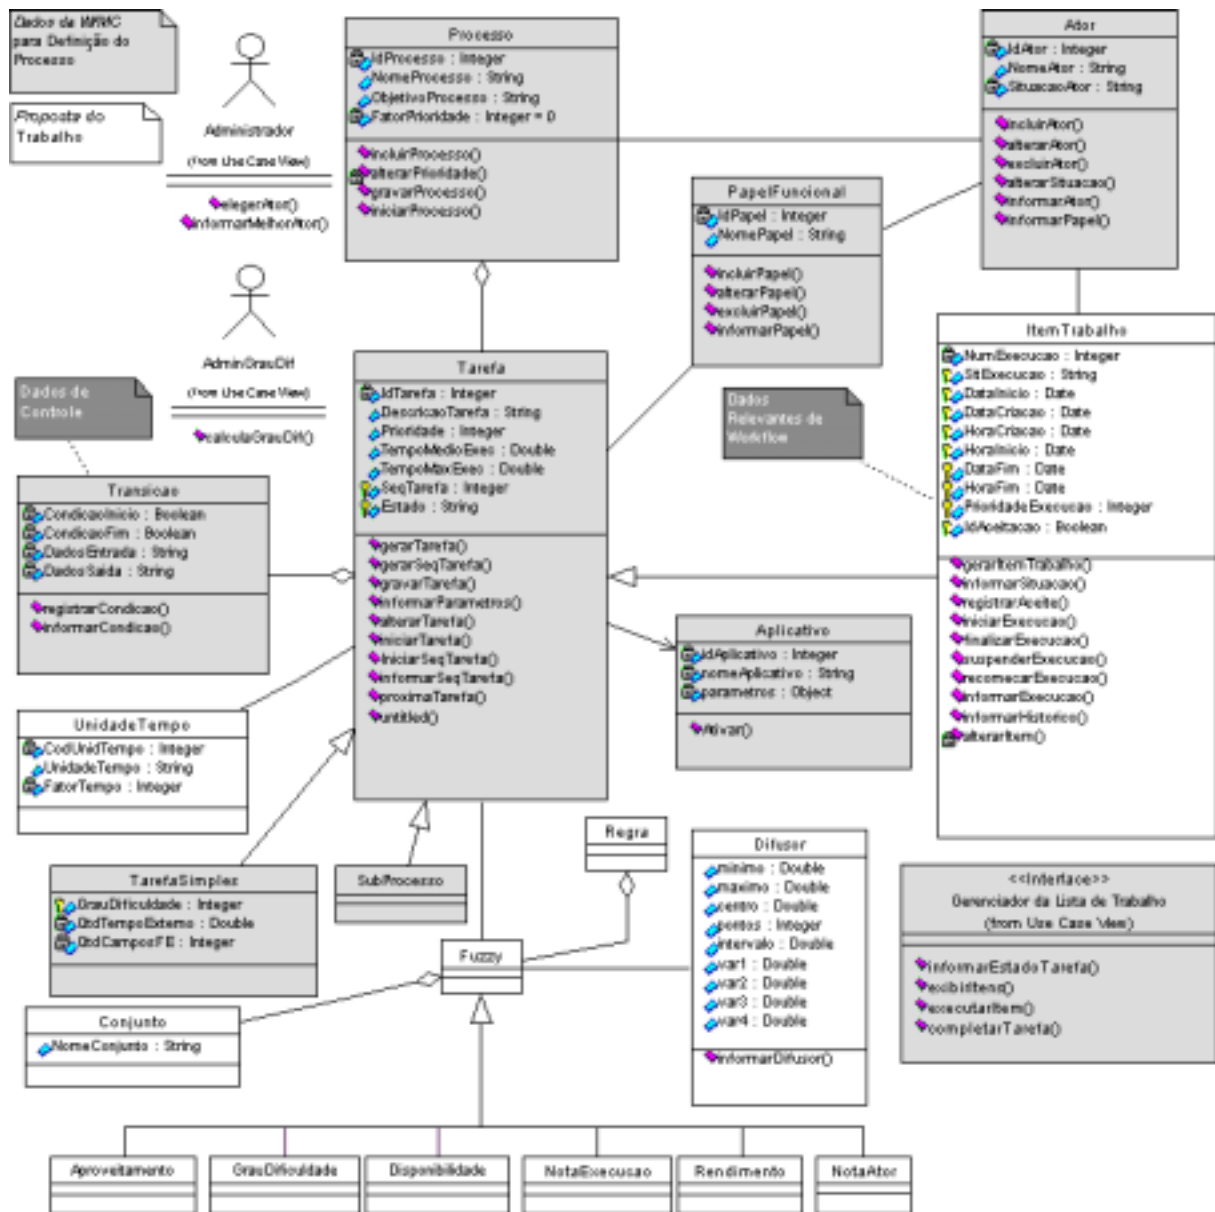 Dados da WFMC
para Definição do
Processo
Proposta do
Trabalho
Administrador
(from Use Case View)
elegerAtor()
informarMelhorAtor()
AdminGrauDif
(from Use Case View)
calculaGrauDif()
Processo
IdProcesso : Integer
NomeProcesso : String
ObjetivoProcesso : String
FatorPrioridade : Integer = 0
incluirProcesso()
alterarPrioridade()
gravarProcesso()
iniciarProcesso()
Ator
IdAtor : Integer
NomeAtor : String
SituacaoAtor : String
incluirAtor()
alterarAtor()
excluirAtor()
alterarSituacao()
informarAtor()
informarPapel()
PapelFuncional
IdPapel : Integer
NomePapel : String
incluirPapel()
alterarPapel()
excluirPapel()
informarPapel()
Dados de
Controle
Transicao
CondicaoInicio : Boolean
CondicaoFim : Boolean
DadosEntrada : String
DadosSaida : String
registrarCondicao()
informarCondicao()
Tarefa
IdTarefa : Integer
DescricaoTarefa : String
Prioridade : Integer
TempoMedioExec : Double
TempoMaxExec : Double
SeqTarefa : Integer
Estado : String
gerarTarefa()
gerarSeqTarefa()
gravarTarefa()
informarParametros()
alterarTarefa()
iniciarTarefa()
IniciarSeqTarefa()
informarSeqTarefa()
proximaTarefa()
untitled()
Dados
Relevantes de
Workflow
ItemTrabalho
NumExecucao : Integer
SitExecucao : String
DataInicio : Date
DataCriacao : Date
HoraCriacao : Date
HoraInicio : Date
DataFim : Date
HoraFim : Date
PrioridadeExecucao : Integer
IdAceitacao : Boolean
gerarItemTrabalho()
informarSituacao()
registrarAceite()
iniciarExecucao()
finalizarExecucao()
suspenderExecucao()
recomecarExecucao()
informarExecucao()
informarHistorico()
alterarItem()
Aplicativo
idAplicativo : Integer
nomeAplicativo : String
parametros : Object
Ativar()
UnidadeTempo
CodUnidTempo : Integer
UnidadeTempo : String
FatorTempo : Integer
TarefaSimples
GrauDificuldade : Integer
QtdTempoExterno : Double
QtdCamposFE : Integer
SubProcesso
Regra
Fuzzy
Conjunto
NomeConjunto : String
Difusor
minimo : Double
maximo : Double
centro : Double
pontos : Integer
intervalo : Double
var1 : Double
var2 : Double
var3 : Double
var4 : Double
informarDifusor()
<<Interface>>
Gerenciador da Lista de Trabalho
(from Use Case View)
informarEstadoTarefa()
exibirItens()
executarItem()
completarTarefa()
Aproveitamento
GrauDificuldade
Disponibilidade
NotaExecusao
Rendimento
NotaAtor